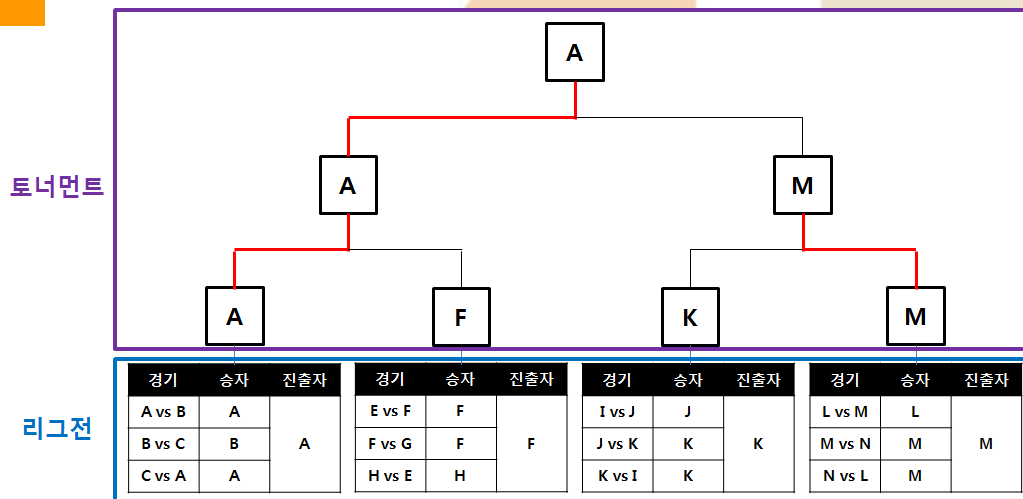 A
토너먼트
A M
A F K M
리그전
경기 승자 진출자 경기 승자 진출자 경기 승자 진출자 경기 승자 진출자
A vs B A E vs F F I vs J J L vs M L
B vs C B A F vs G F F J vs K K K M vs N M M
C vs A A H vs E H K vs I K N vs L M